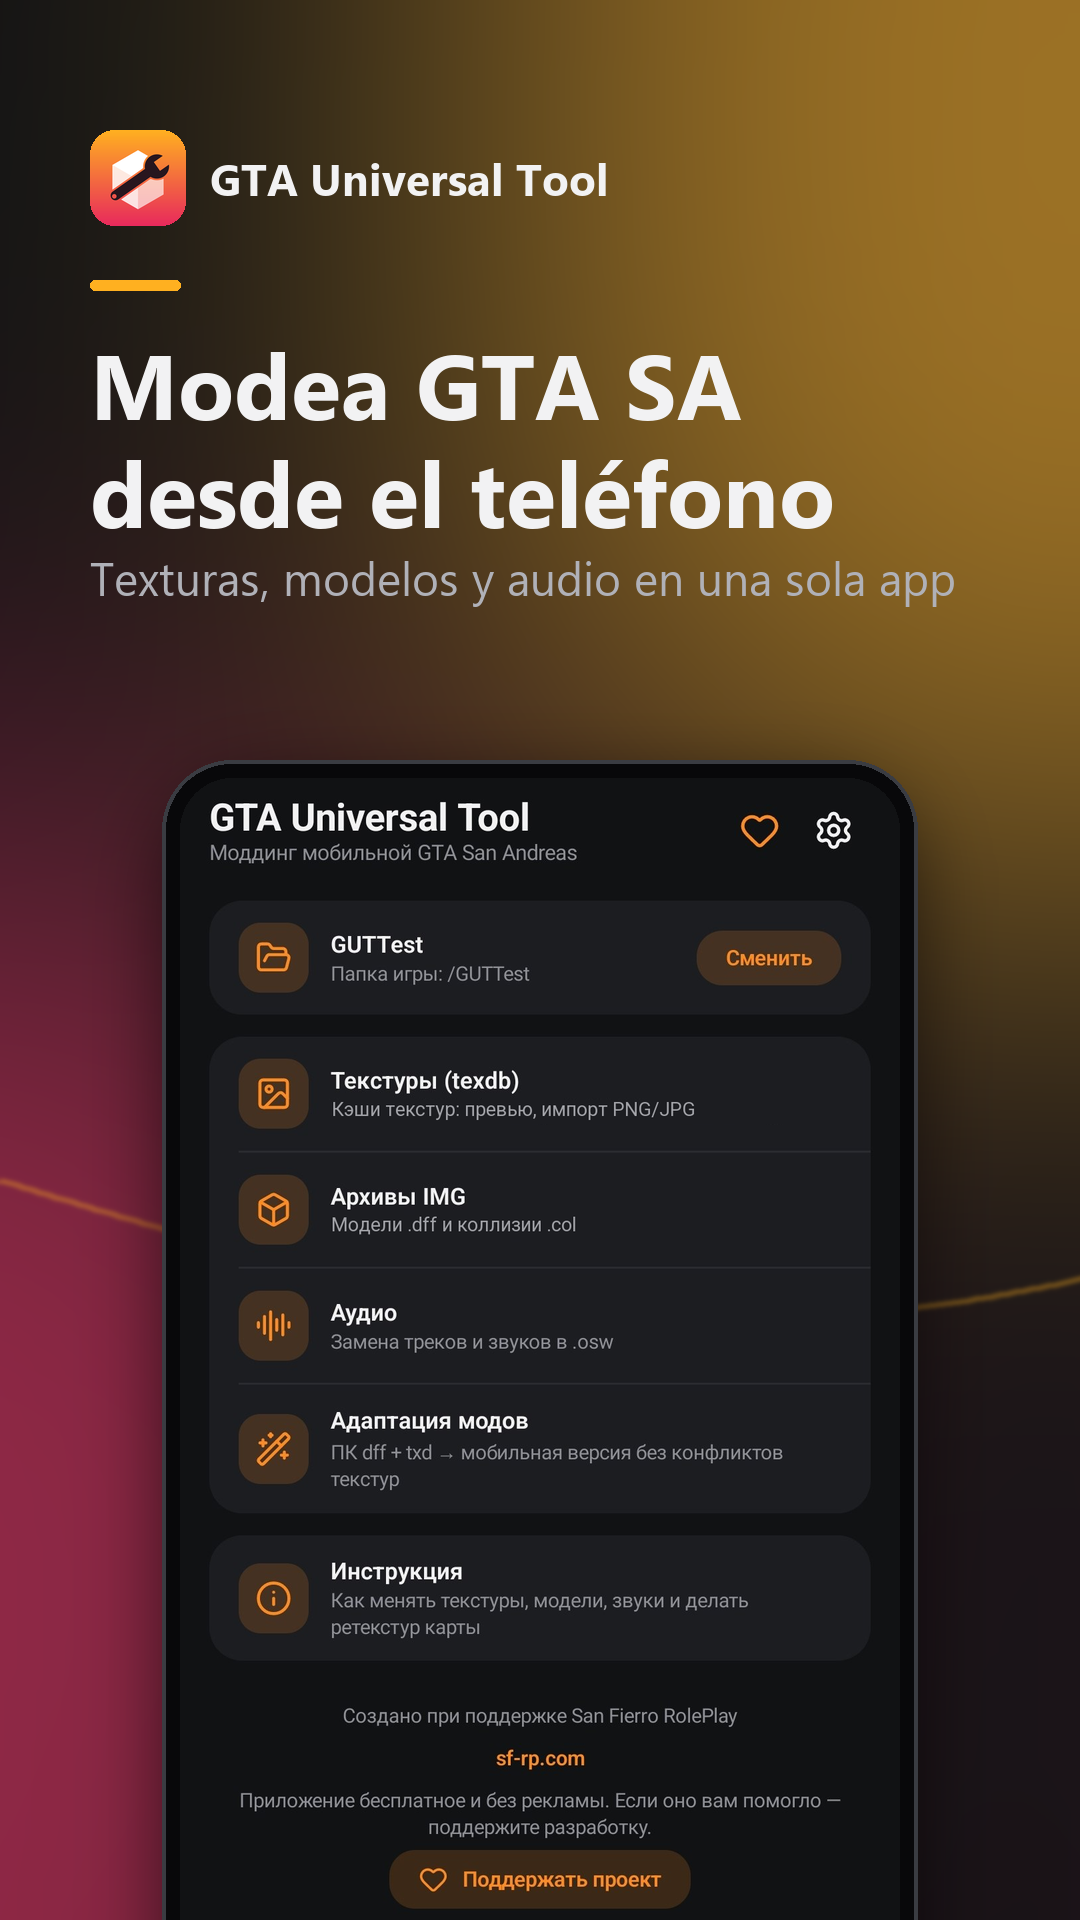 GTA Universal Tool
Modea GTA SA
desde el teléfono
Texturas, modelos y audio en una sola app
GTA Universal Tool
Моддинг мобильной GTA San Andreas
GUTTest
Папка игры: /GUTTest
Сменить
Текстуры (texdb)
Кэши текстур: превью, импорт PNG/JPG
Архивы IMG
Модели .dff и коллизии .col
Аудио
Замена треков и звуков в .osw
Адаптация модов
ПК dff + txd → мобильная версия без конфликтов
текстур
Инструкция
Как менять текстуры, модели, звуки и делать
ретекстур карты
Создано при поддержке San Fierro RolePlay
sf-rp.com
Приложение бесплатное и без рекламы. Если оно вам помогло —
поддержите разработку.
Поддержать проект